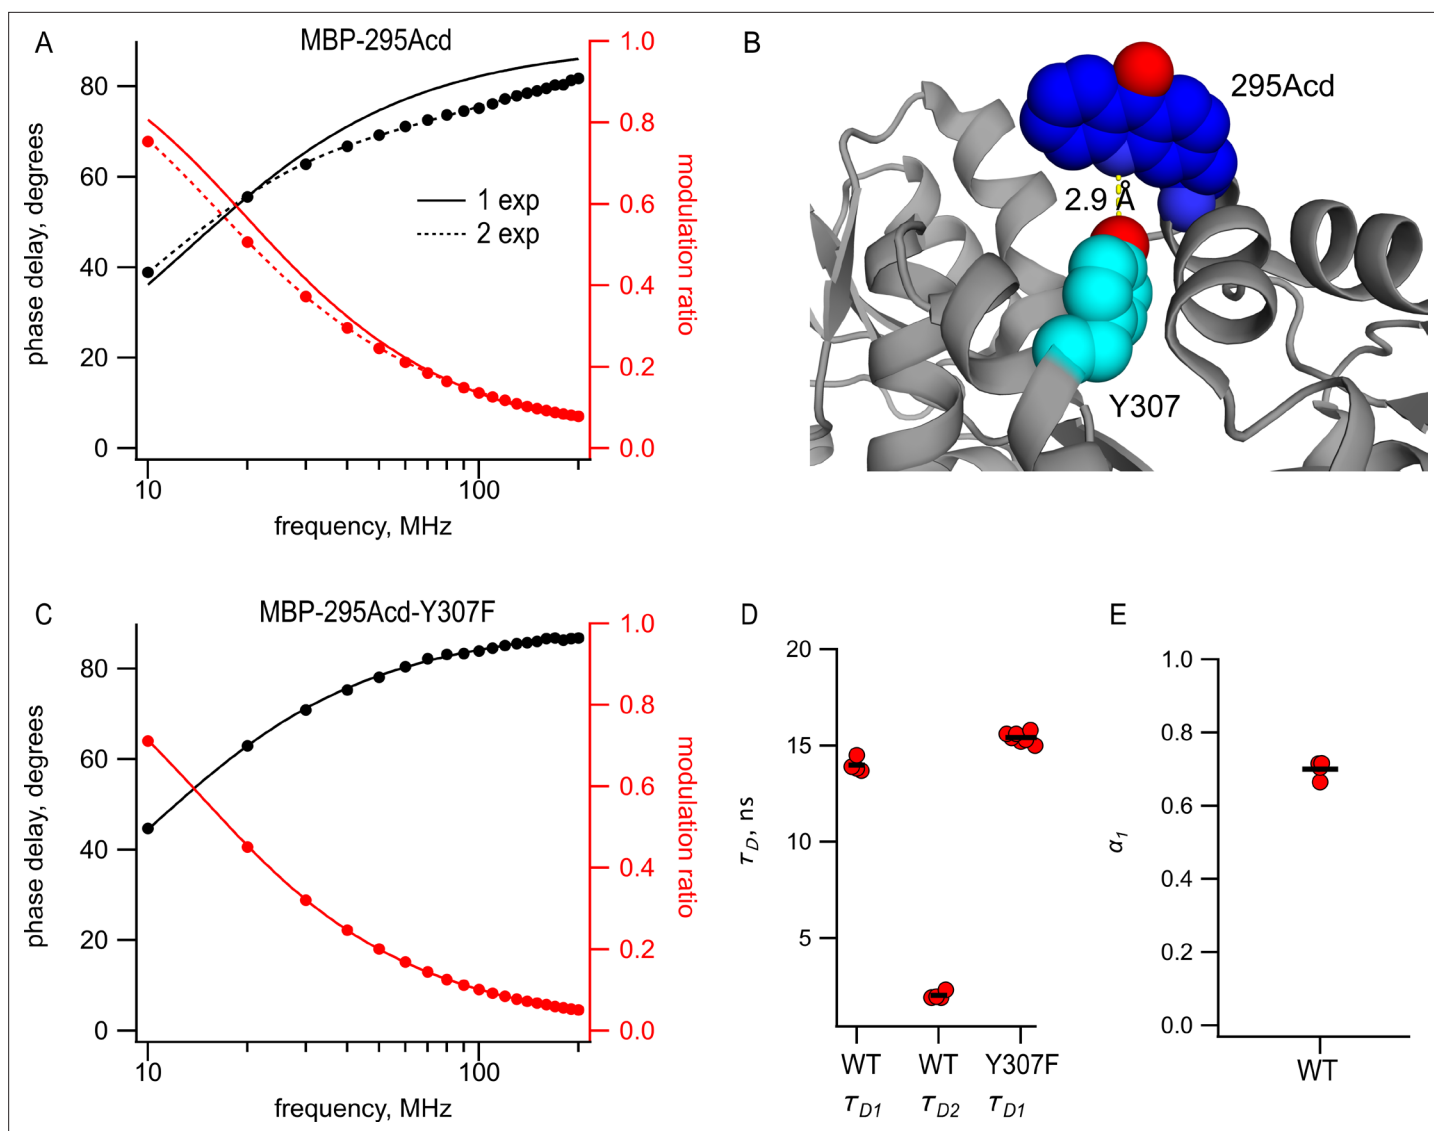 A
MBP-295Acd
phase delay, degrees
80
60
40
20
0
1.0
0.8
0.6
0.4
0.2
0.0
modulation ratio
1 exp
2 exp
10
100
frequency, MHz
B
295Acd
2.9 Å
Y307
C
MBP-295Acd-Y307F
phase delay, degrees
80
60
40
20
0
1.0
0.8
0.6
0.4
0.2
0.0
modulation ratio
10
100
frequency, MHz
D
τD, ns
20
15
10
5
WT WT Y307F
τD1 τD2 τD1
E
α1
1.0
0.8
0.6
0.4
0.2
0.0
WT